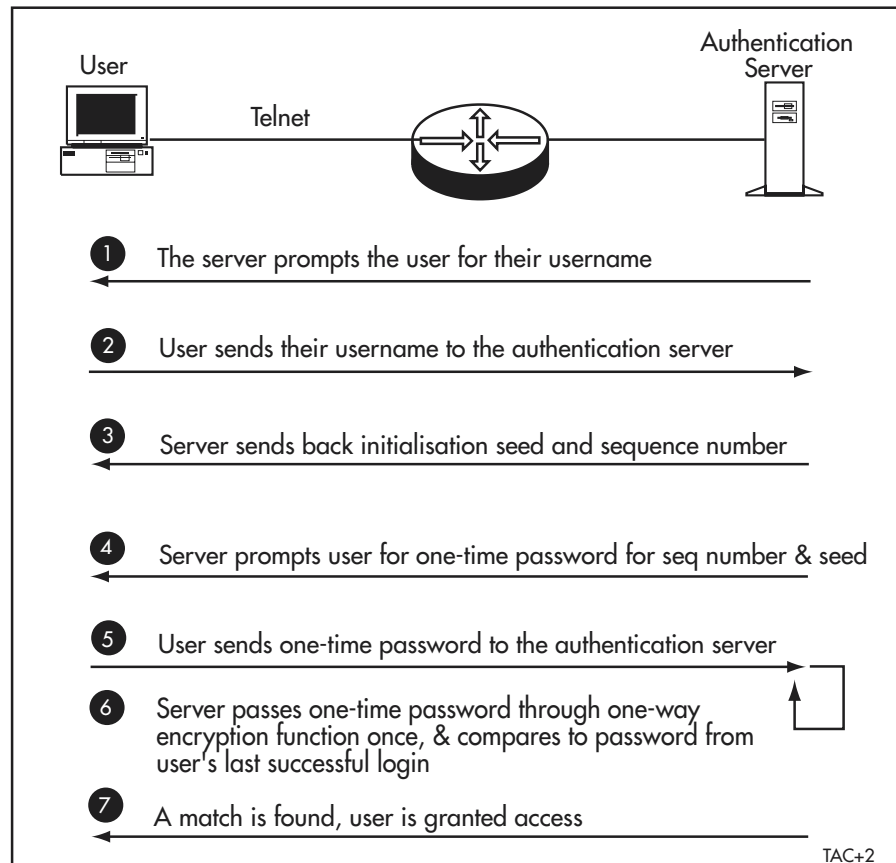 Authentication
Server
User
Telnet
1 The server prompts the user for their username
2 User sends their username to the authentication server
3 Server sends back initialisation seed and sequence number
4 Server prompts user for one-time password for seq number & seed
5 User sends one-time password to the authentication server
6 Server passes one-time password through one-way
encryption function once, & compares to password from
user's last successful login
7 A match is found, user is granted access
TAC+2